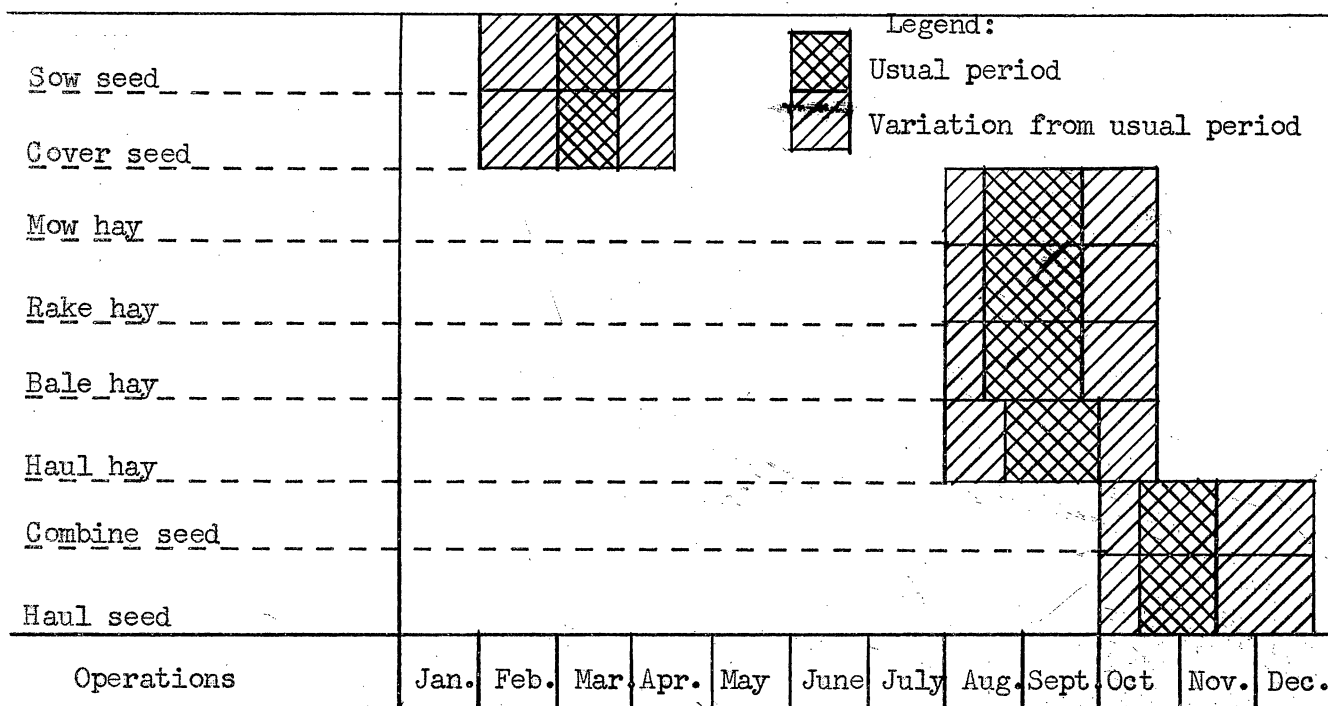 Legend:
Usual period
Variation from usual period
Sow seed
Cover seed
Mow hay
Rake hay
Bale hay
Haul hay
Combine seed
Haul seed
Operations Jan. Feb. Mar. Apr. May June July Aug. Sept. Oct Nov. Dec.